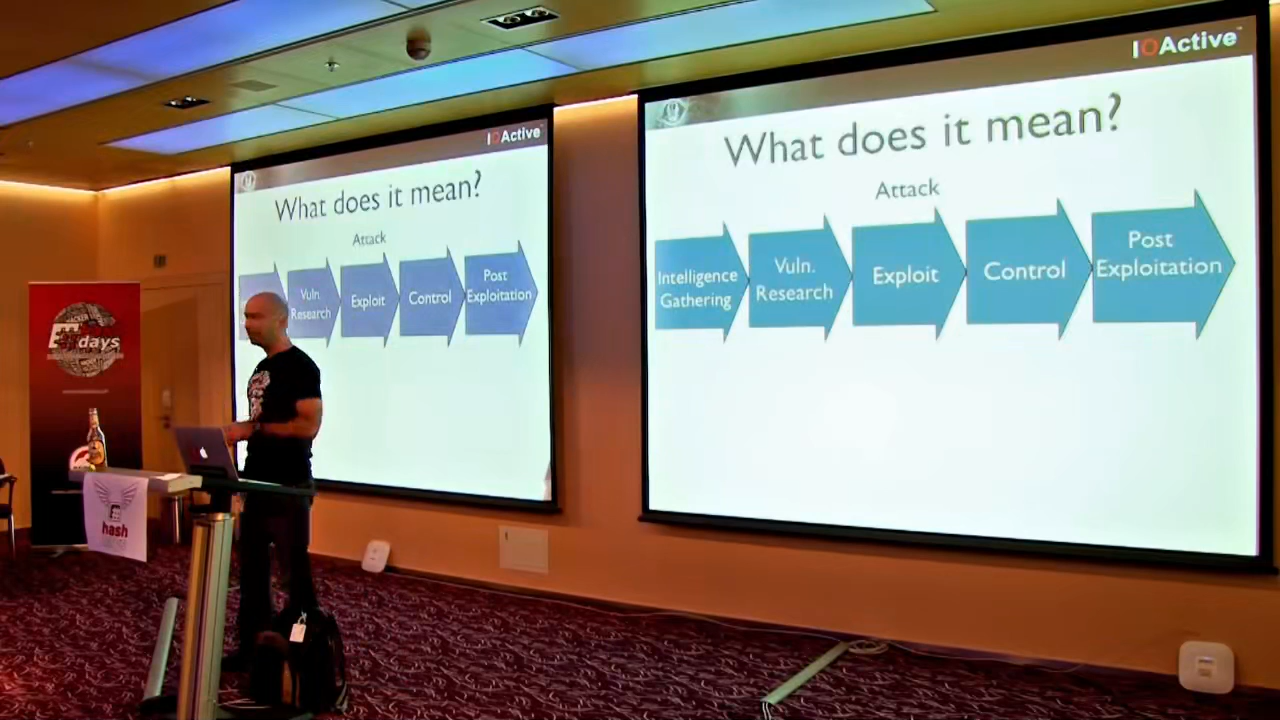 IOActive
What does it mean?
Attack
Vuln.
Research
Exploit
Control
Post
Exploitation
IOActive
What does it mean?
Attack
Intelligence
Gathering
Vuln.
Research
Exploit
Control
Post
Exploitation
HACKER
days
hash